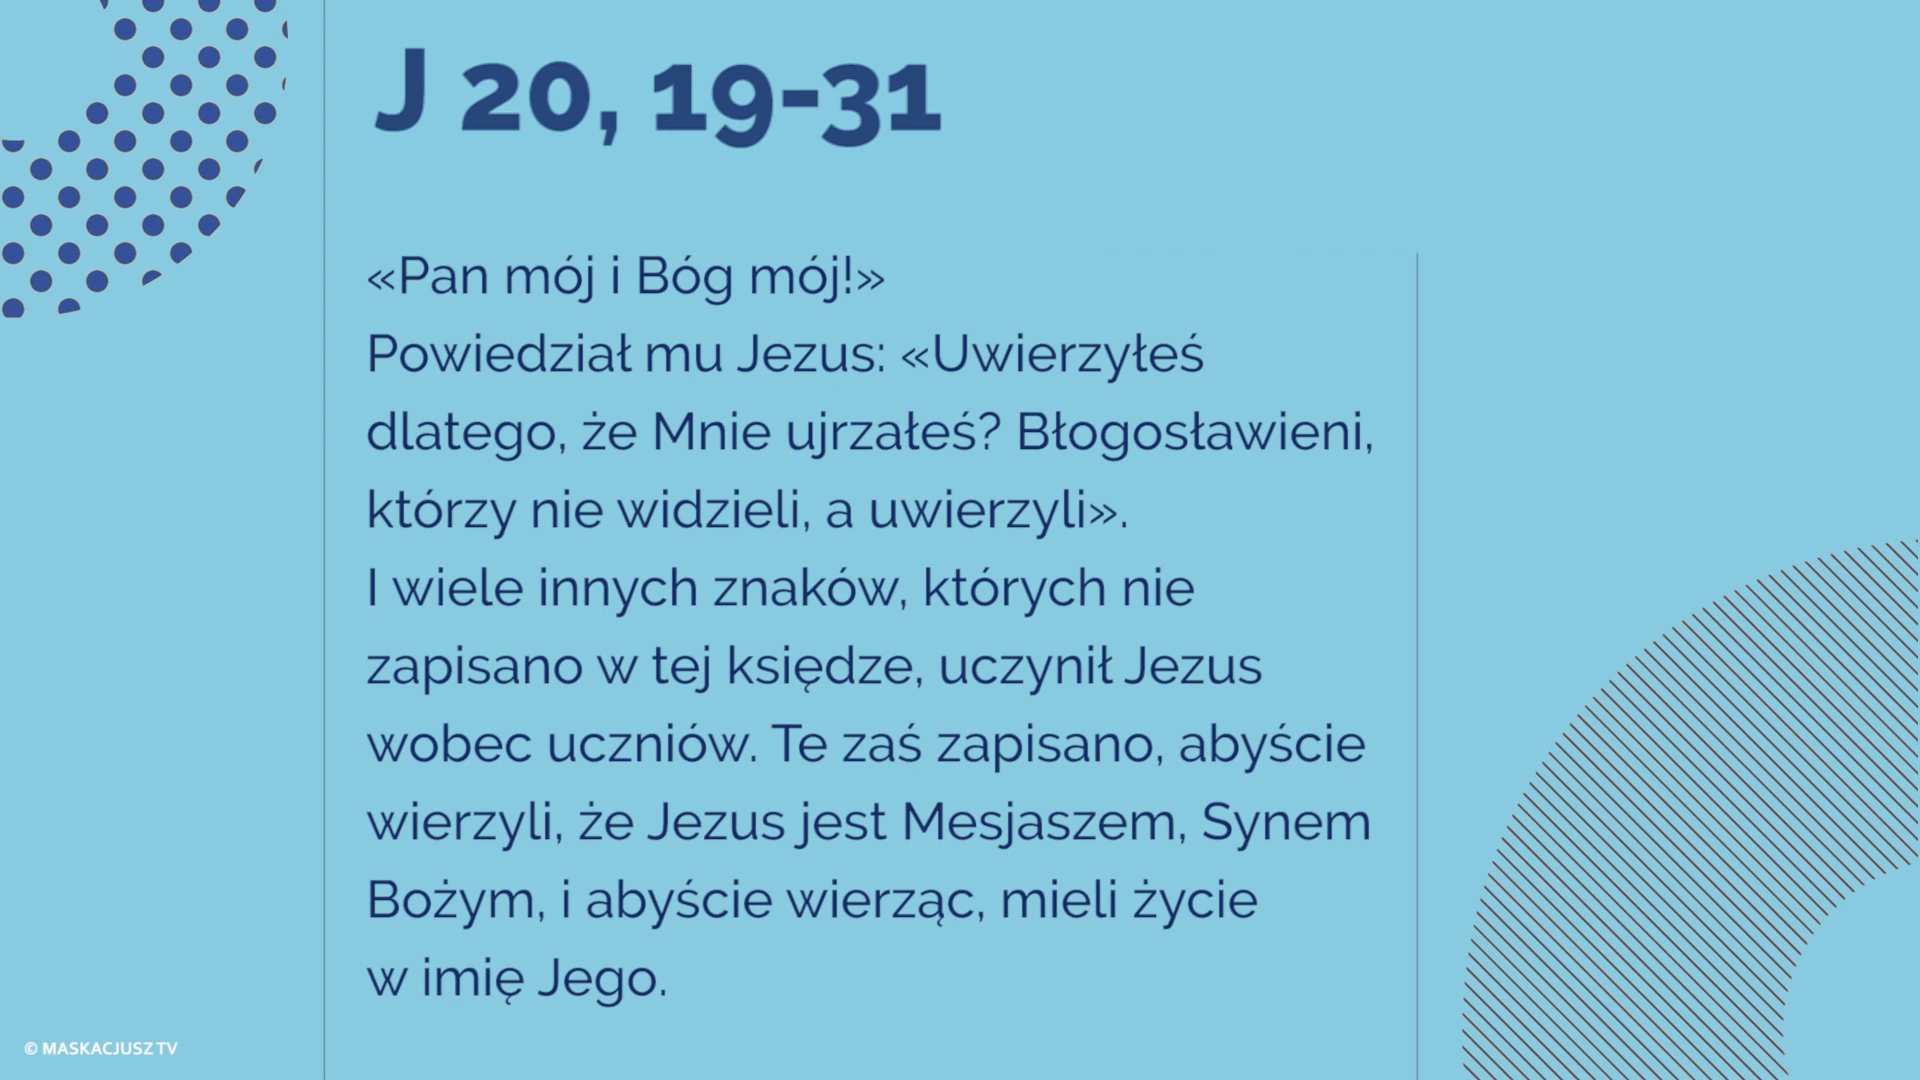 J 20, 19-31
«Pan mój i Bóg mój!»
Powiedział mu Jezus: «Uwierzyłeś
dlatego, że Mnie ujrzałeś? Błogosławieni,
którzy nie widzieli, a uwierzyli».
I wiele innych znaków, których nie
zapisano w tej księdze, uczynił Jezus
wobec uczniów. Te zaś zapisano, abyście
wierzyli, że Jezus jest Mesjaszem, Synem
Bożym, i abyście wierząc, mieli życie
w imię Jego.
© MASKACJUSZ TV